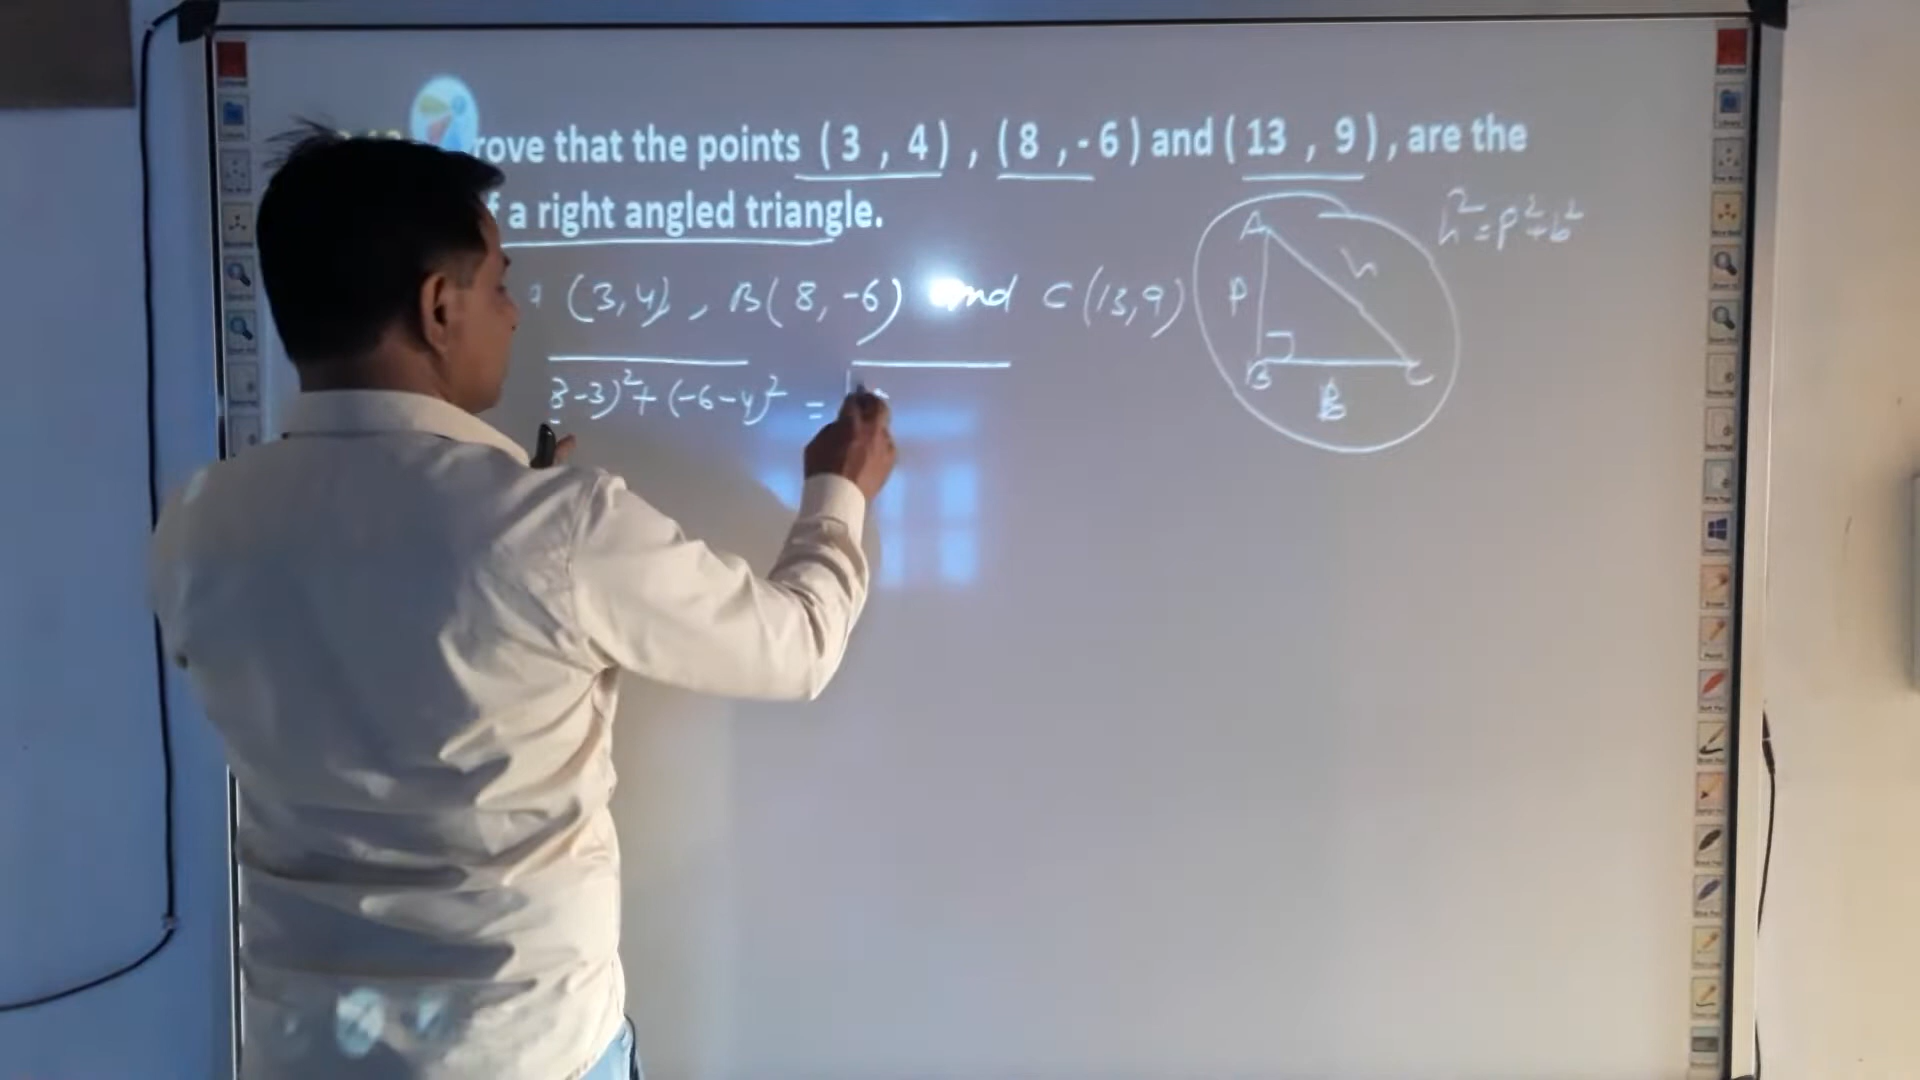 rove that the points (3 , 4) , (8 ,-6) and (13 , 9), are the
f a right angled triangle.
h²=p²+b²
(3,4), B(8,-6) and C(13,9)
8-3)²+(-6-4)² =
A
h
P
B
C
B